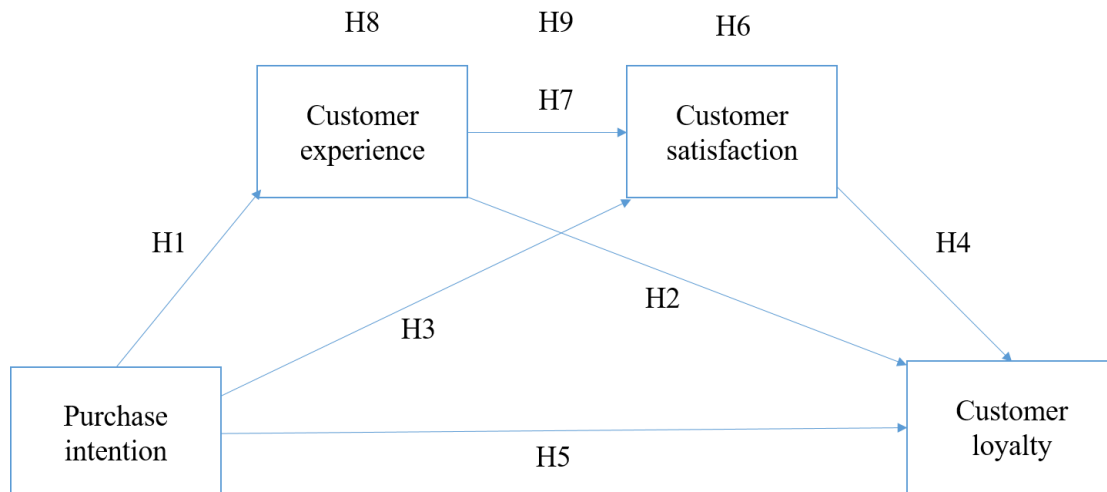 H8 H9 H6
Customer
experience
H7
Customer
satisfaction
H1
H4
H2
H3
Purchase
intention
H5
Customer
loyalty